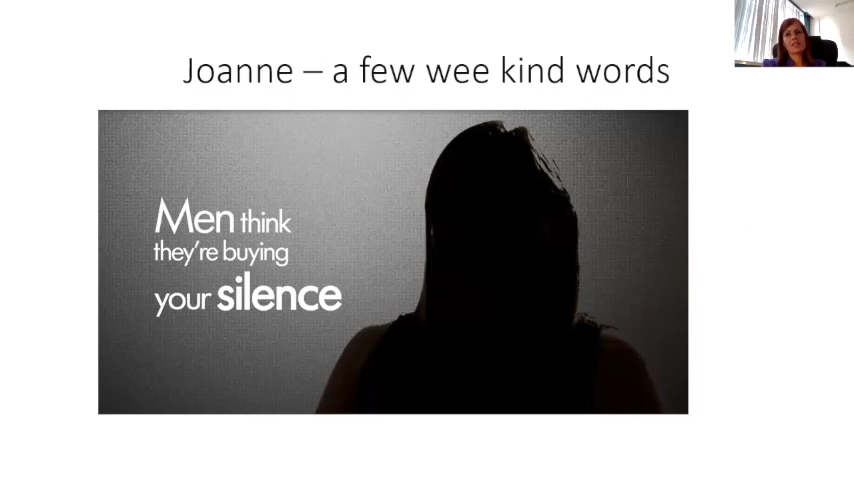 Joanne – a few wee kind words
Men think
they're buying
your silence